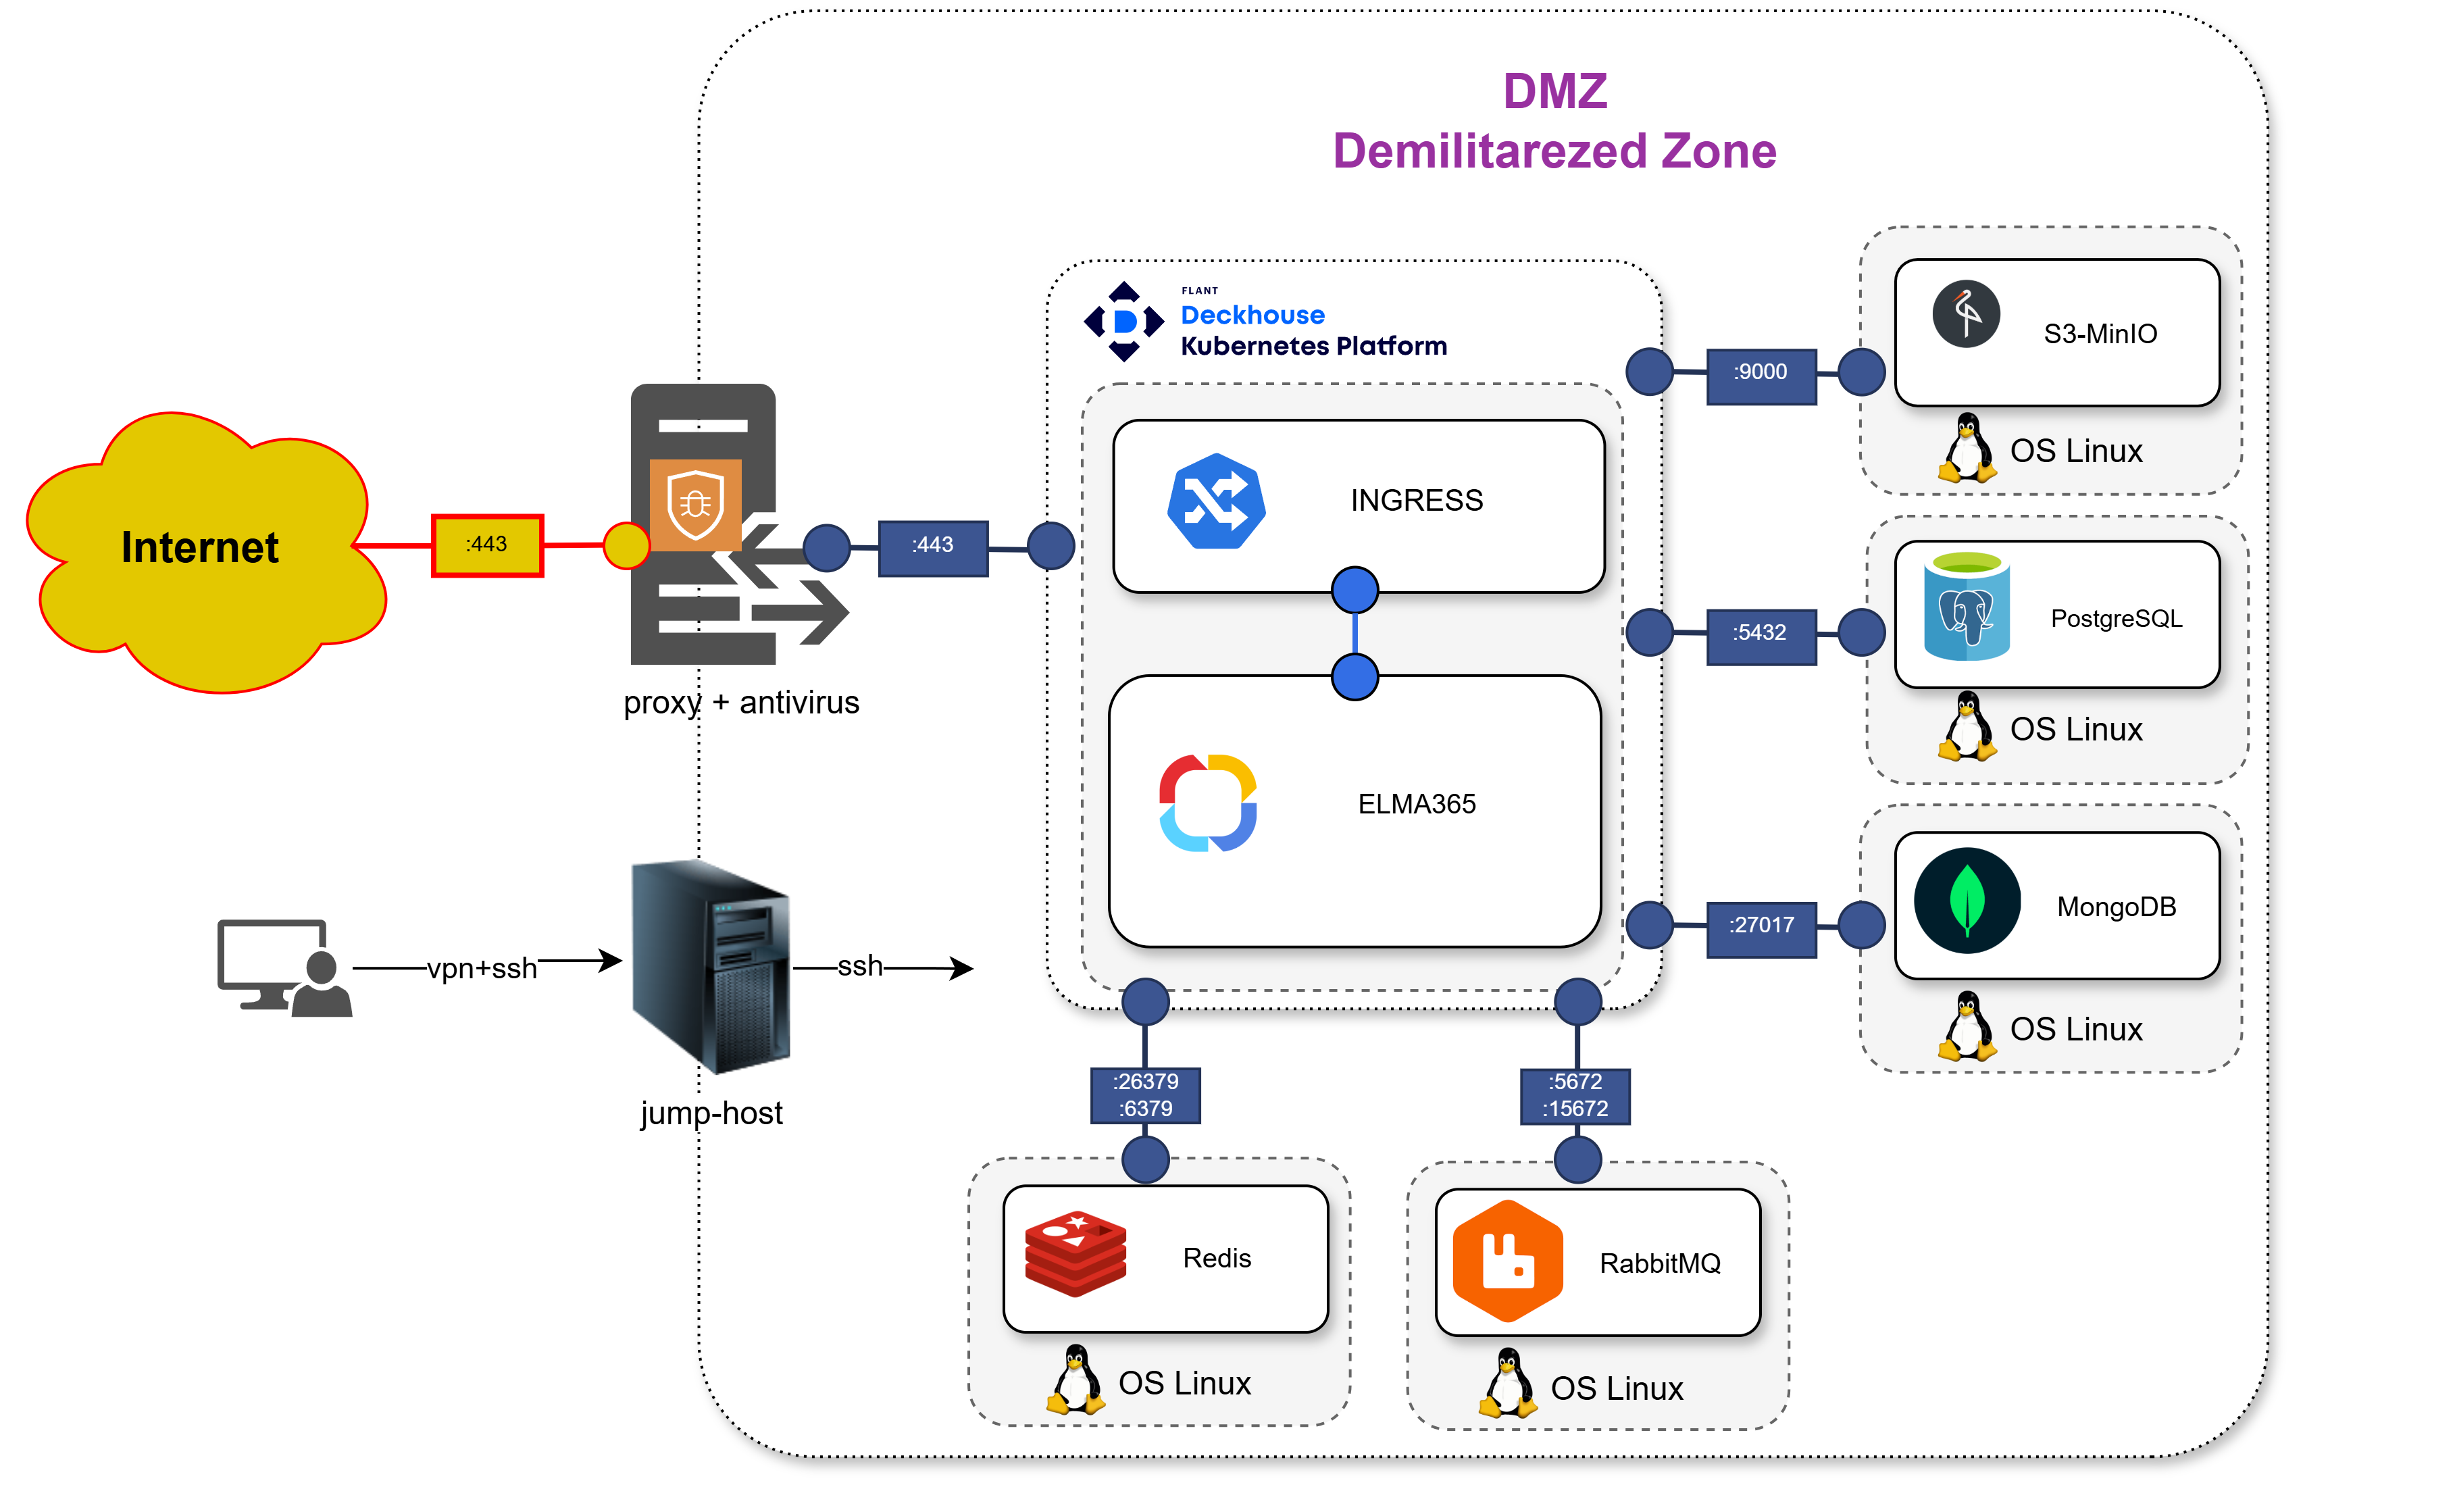 DMZ
Demilitarezed Zone
FLANT
Deckhouse
Kubernetes Platform
Internet
:443
proxy + antivirus
:443
INGRESS
ELMA365
:9000
S3-MinIO
OS Linux
:5432
PostgreSQL
OS Linux
:27017
MongoDB
OS Linux
vpn+ssh
jump-host
ssh
:26379
:6379
Redis
OS Linux
:5672
:15672
RabbitMQ
OS Linux